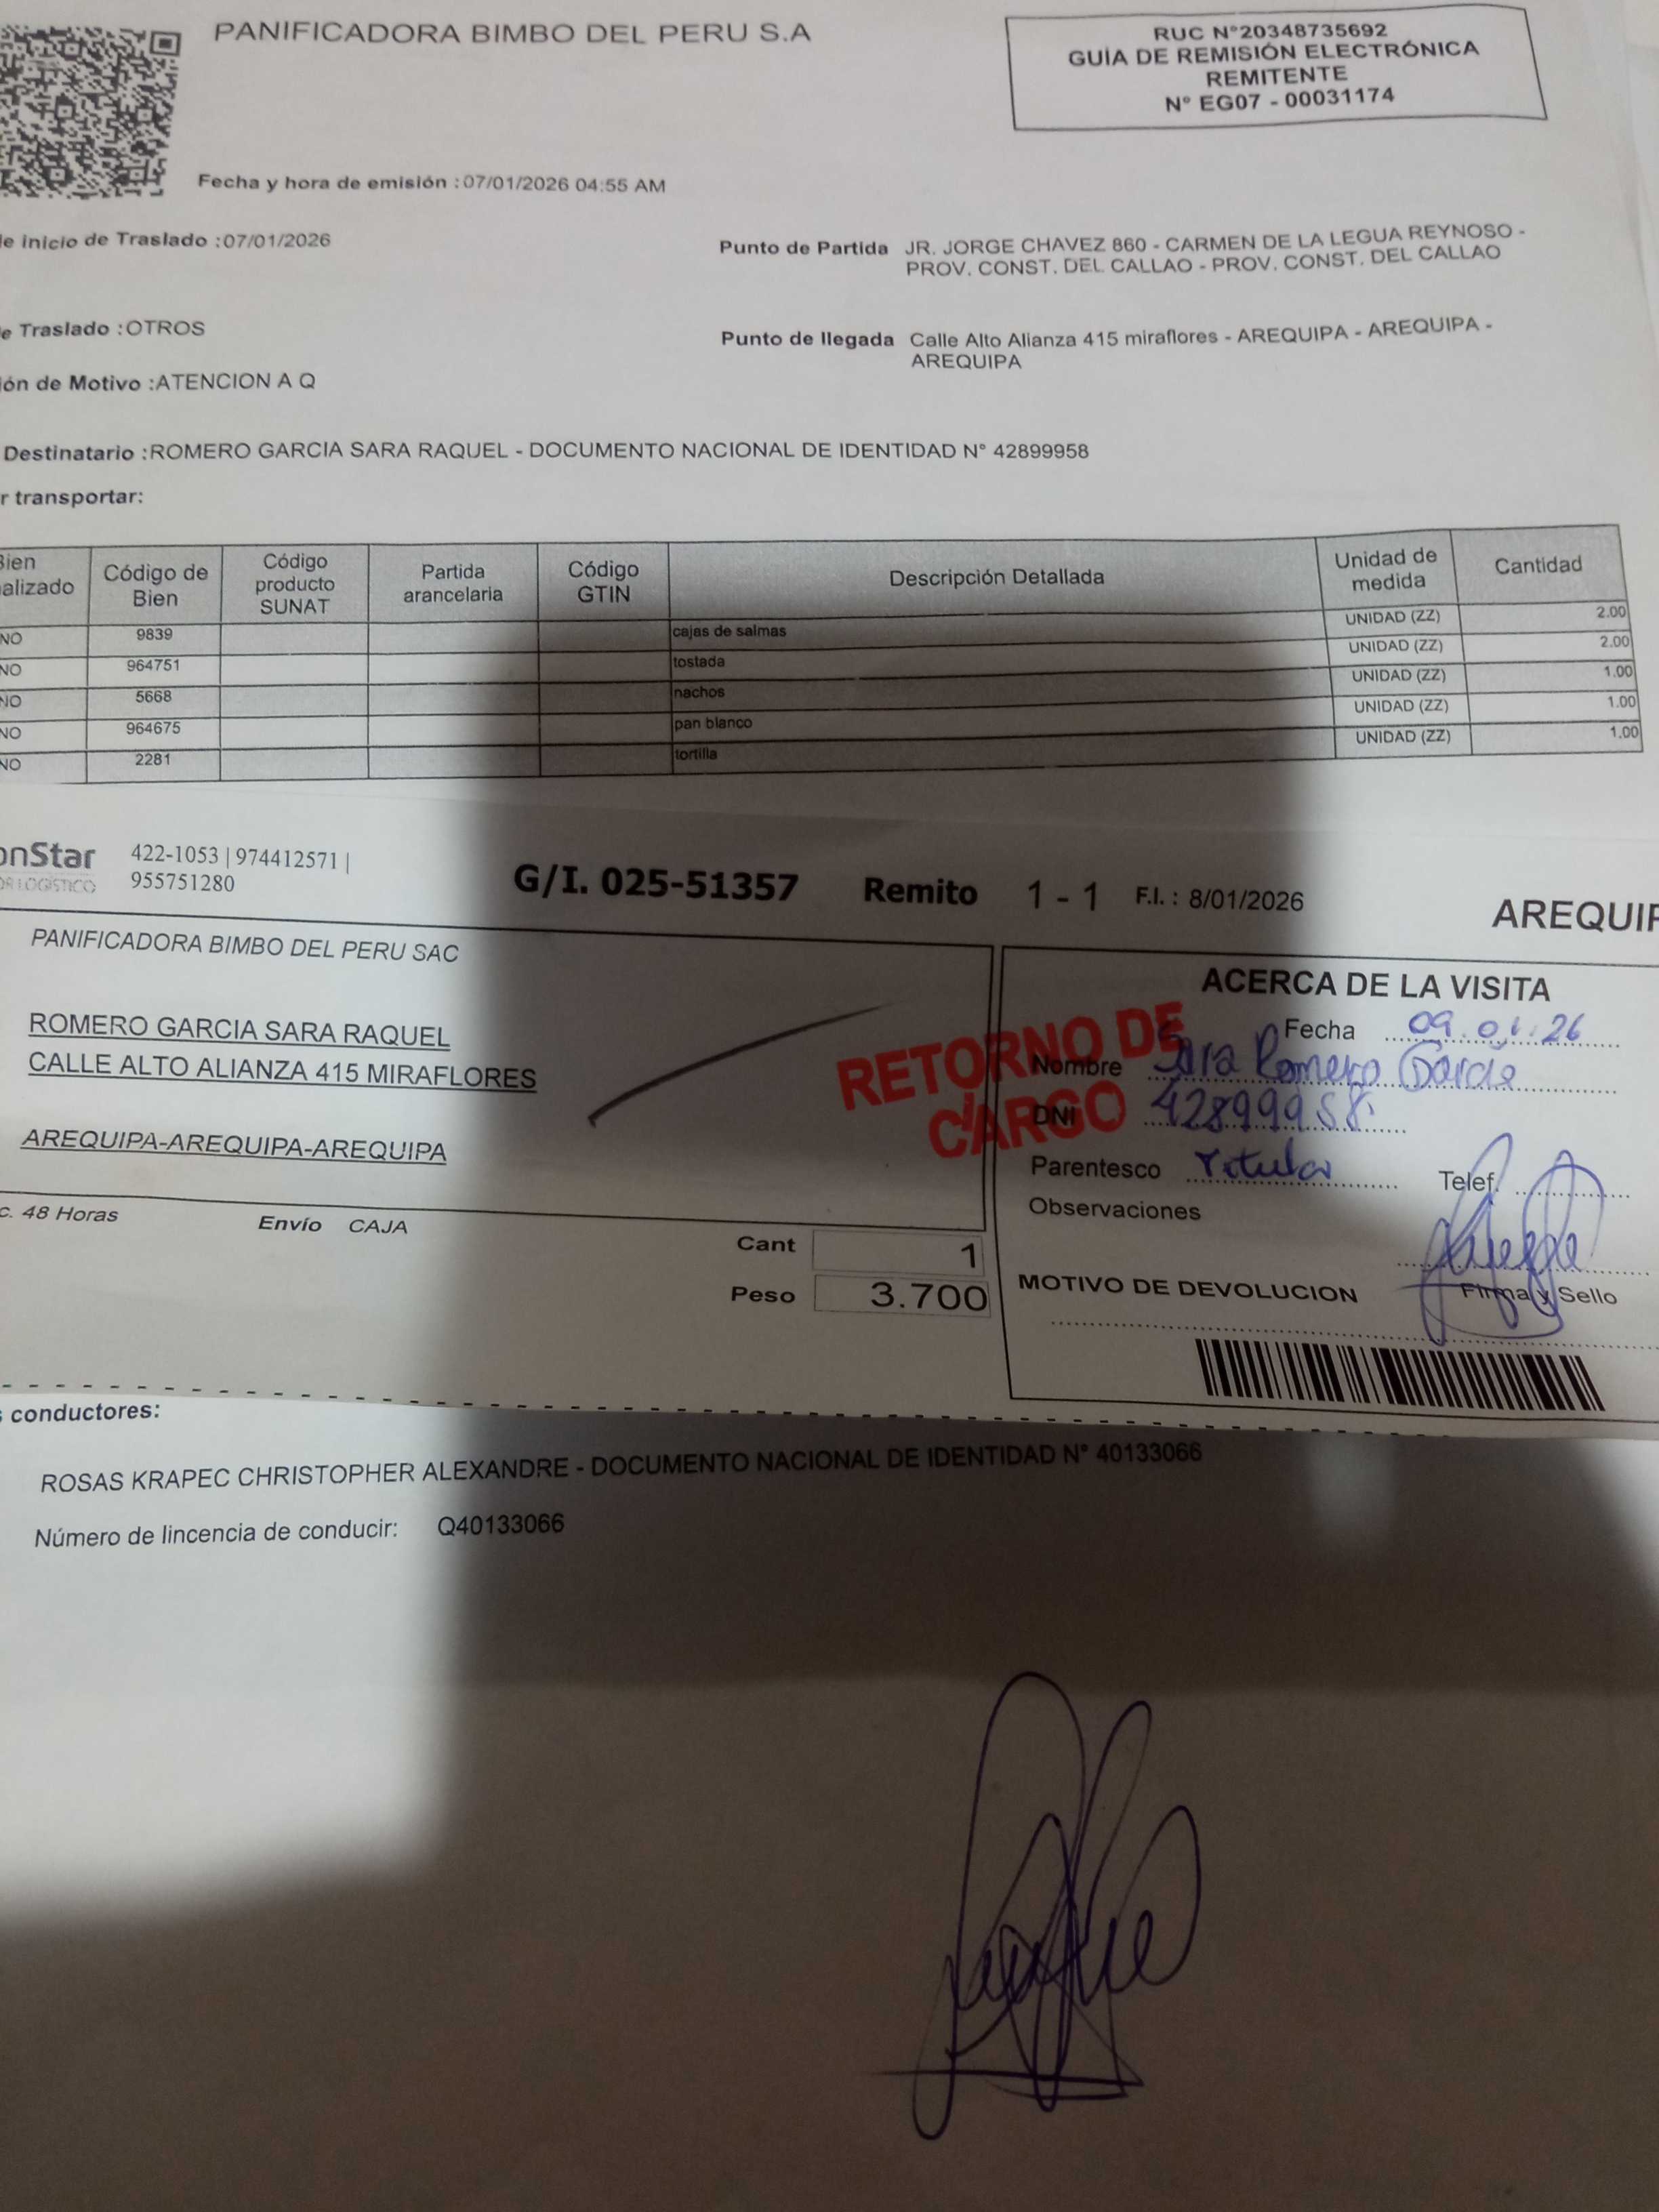 PANIFICADORA BIMBO DEL PERU S.A
RUC N°20348735692
GUÍA DE REMISIÓN ELECTRÓNICA
REMITENTE
N° EG07 - 00031174
Fecha y hora de emisión :07/01/2026 04:55 AM
e inicio de Traslado :07/01/2026
Punto de Partida JR. JORGE CHAVEZ 860 - CARMEN DE LA LEGUA REYNOSO -
PROV. CONST. DEL CALLAO - PROV. CONST. DEL CALLAO
e Traslado :OTROS
Punto de llegada Calle Alto Alianza 415 miraflores - AREQUIPA - AREQUIPA -
AREQUIPA
ión de Motivo :ATENCION A Q
Destinatario :ROMERO GARCIA SARA RAQUEL - DOCUMENTO NACIONAL DE IDENTIDAD N° 42899958
r transportar:
Bien
alizado
Código de
Bien
Código
producto
SUNAT
Partida
arancelaria
Código
GTIN
Descripción Detallada
Unidad de
medida
Cantidad
NO 9839 cajas de salmas UNIDAD (ZZ) 2.00
NO 964751 tostada UNIDAD (ZZ) 2.00
NO 5668 nachos UNIDAD (ZZ) 1.00
NO 964675 pan blanco UNIDAD (ZZ) 1.00
NO 2281 tortilla UNIDAD (ZZ) 1.00
onStar
OR LOGÍSTICO
422-1053 | 974412571 |
955751280
G/I. 025-51357 Remito 1 - 1 F.I. : 8/01/2026
AREQUIP
PANIFICADORA BIMBO DEL PERU SAC
ROMERO GARCIA SARA RAQUEL
CALLE ALTO ALIANZA 415 MIRAFLORES
AREQUIPA-AREQUIPA-AREQUIPA
RETORNO DE
CARGO
ACERCA DE LA VISITA
Fecha 09.01.26
Nombre Sara Romero García
DNI 42899958
Parentesco Titular
Telef.
Observaciones
Firma y Sello
MOTIVO DE DEVOLUCION
c. 48 Horas
Envío CAJA
Cant 1
Peso 3.700
s conductores:
ROSAS KRAPEC CHRISTOPHER ALEXANDRE - DOCUMENTO NACIONAL DE IDENTIDAD N° 40133066
Número de lincencia de conducir: Q40133066